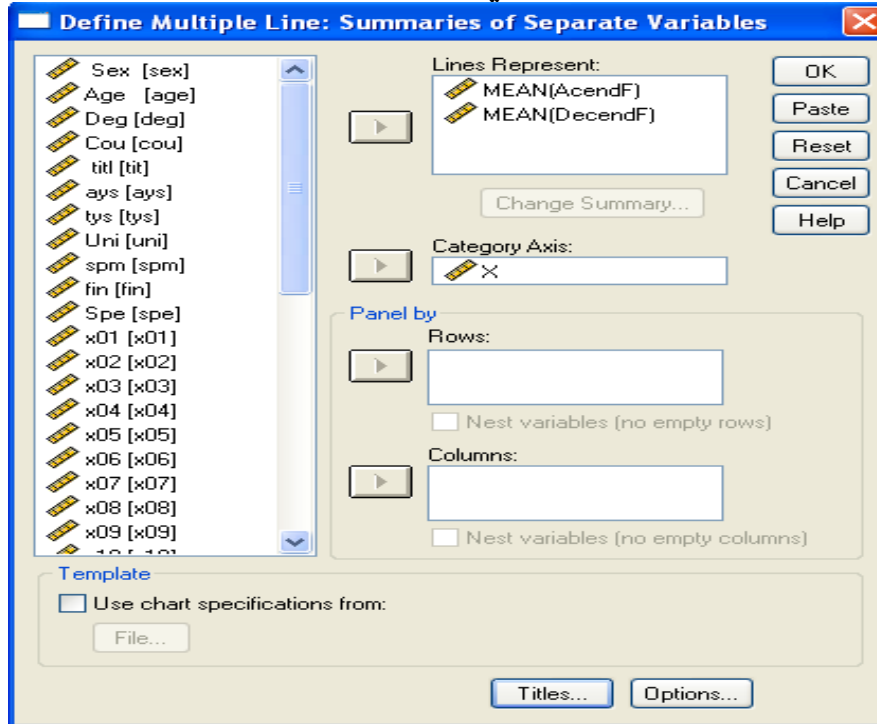 Define Multiple Line: Summaries of Separate Variables
Sex [sex]
Age [age]
Deg [deg]
Cou [cou]
titl [tit]
ays [ays]
tys [tys]
Uni [uni]
spm [spm]
fin [fin]
Spe [spe]
x01 [x01]
x02 [x02]
x03 [x03]
x04 [x04]
x05 [x05]
x06 [x06]
x07 [x07]
x08 [x08]
x09 [x09]
Lines Represent:
MEAN(AcendF)
MEAN(DecendF)
Change Summary...
Category Axis:
X
Panel by
Rows:
Nest variables (no empty rows)
Columns:
Nest variables (no empty columns)
OK
Paste
Reset
Cancel
Help
Template
Use chart specifications from:
File...
Titles...
Options...